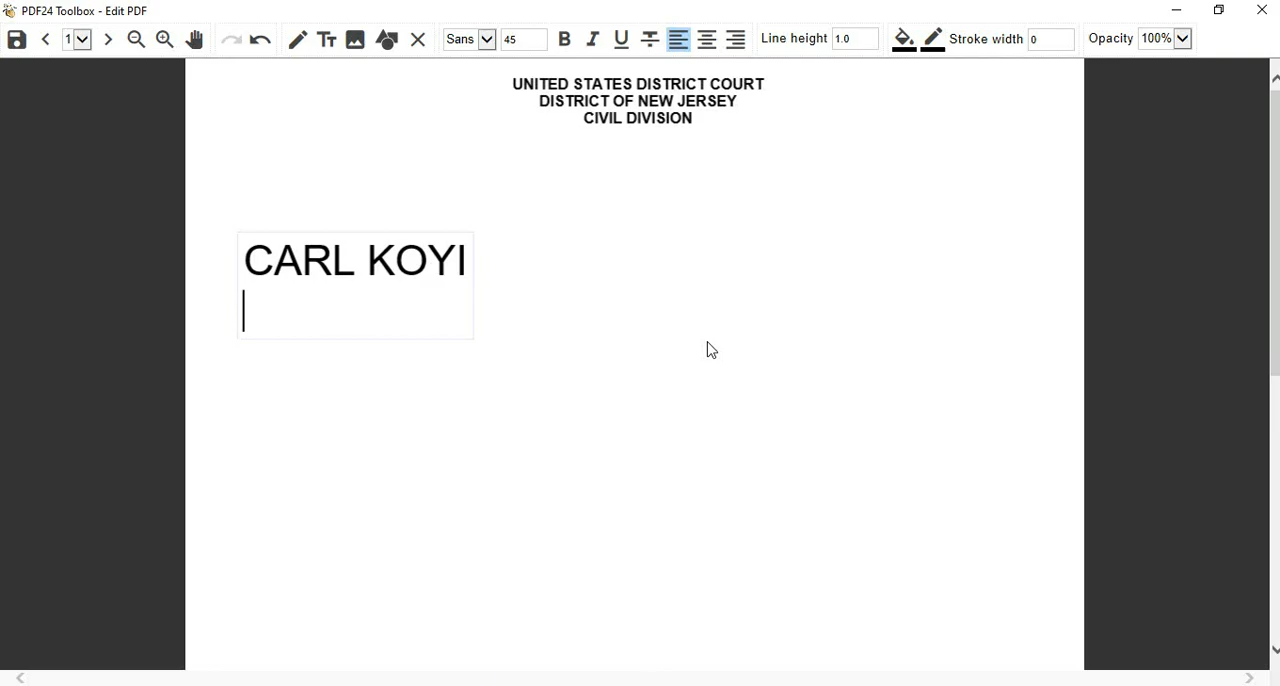 PDF24 Toolbox - Edit PDF
1 Sans 45 B I U Line height 1.0 Stroke width 0 Opacity 100%
UNITED STATES DISTRICT COURT
DISTRICT OF NEW JERSEY
CIVIL DIVISION
CARL KOYI